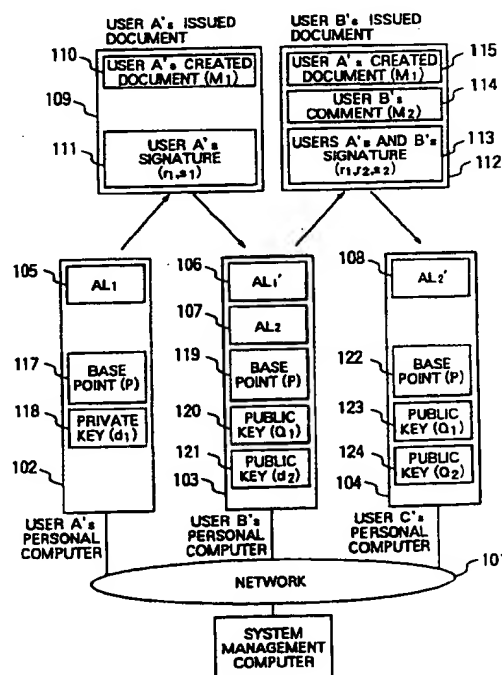 USER A's ISSUED
DOCUMENT
USER B's ISSUED
DOCUMENT
110
USER A's CREATED
DOCUMENT (M1)
109
111
USER A's
SIGNATURE
(r1,s1)
USER A's CREATED
DOCUMENT (M1)
115
USER B's
COMMENT (M2)
114
USERS A's AND B's
SIGNATURE
(r1,r2,s2)
113
112
105
AL1
117
BASE
POINT (P)
118
PRIVATE
KEY (d1)
102
USER A's
PERSONAL
COMPUTER
106
AL1'
107
AL2
119
BASE
POINT (P)
120
PUBLIC
KEY (Q1)
121
PUBLIC
KEY (d2)
103
USER B's
PERSONAL
COMPUTER
108
AL2'
122
BASE
POINT (P)
123
PUBLIC
KEY (Q1)
124
PUBLIC
KEY (Q2)
104
USER C's
PERSONAL
COMPUTER
NETWORK
SYSTEM
MANAGEMENT
COMPUTER